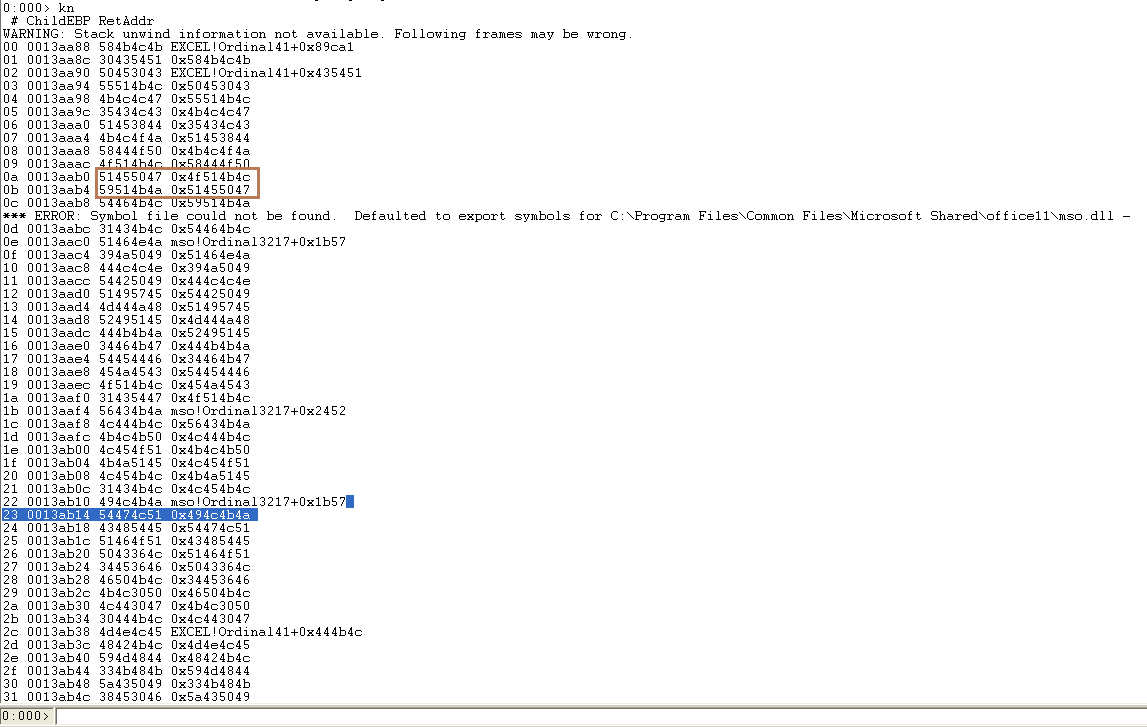 0:000> kn
 # ChildEBP RetAddr
WARNING: Stack unwind information not available. Following frames may be wrong.
00 0013aa88 584b4c4b EXCEL!Ordinal41+0x89ca1
01 0013aa8c 30435451 0x584b4c4b
02 0013aa90 50453043 EXCEL!Ordinal41+0x435451
03 0013aa94 55514b4c 0x50453043
04 0013aa98 4b4c4c47 0x55514b4c
05 0013aa9c 35434c43 0x4b4c4c47
06 0013aaa0 51453844 0x35434c43
07 0013aaa4 4b4c4f4a 0x51453844
08 0013aaa8 58444f50 0x4b4c4f4a
09 0013aaac 4f514b4c 0x58444f50
0a 0013aab0 51455047 0x4f514b4c
0b 0013aab4 59514b4a 0x51455047
0c 0013aab8 54464b4c 0x59514b4a
*** ERROR: Symbol file could not be found.  Defaulted to export symbols for C:\Program Files\Common Files\Microsoft Shared\office11\mso.dll -
0d 0013aabc 31434b4c 0x54464b4c
0e 0013aac0 51464e4a mso!Ordinal3217+0x1b57
0f 0013aac4 394a5049 0x51464e4a
10 0013aac8 444c4c4e 0x394a5049
11 0013aacc 54425049 0x444c4c4e
12 0013aad0 51495745 0x54425049
13 0013aad4 4d444a48 0x51495745
14 0013aad8 52495145 0x4d444a48
15 0013aadc 444b4b4a 0x52495145
16 0013aae0 34464b47 0x444b4b4a
17 0013aae4 54454446 0x34464b47
18 0013aae8 454a4543 0x54454446
19 0013aaec 4f514b4c 0x454a4543
1a 0013aaf0 31435447 0x4f514b4c
1b 0013aaf4 56434b4a mso!Ordinal3217+0x2452
1c 0013aaf8 4c444b4c 0x56434b4a
1d 0013aafc 4b4c4b50 0x4c444b4c
1e 0013ab00 4c454f51 0x4b4c4b50
1f 0013ab04 4b4a5145 0x4c454f51
20 0013ab08 4c454b4c 0x4b4a5145
21 0013ab0c 31434b4c 0x4c454b4c
22 0013ab10 494c4b4a mso!Ordinal3217+0x1b57
23 0013ab14 54474c51 0x494c4b4a
24 0013ab18 43485445 0x54474c51
25 0013ab1c 51464f51 0x43485445
26 0013ab20 5043364c 0x51464f51
27 0013ab24 34453646 0x5043364c
28 0013ab28 46504b4c 0x34453646
29 0013ab2c 4b4c3050 0x46504b4c
2a 0013ab30 4c443047 0x4b4c3050
2b 0013ab34 30444b4c 0x4c443047
2c 0013ab38 4d4e4c45 EXCEL!Ordinal41+0x444b4c
2d 0013ab3c 48424b4c 0x4d4e4c45
2e 0013ab40 594d4844 0x48424b4c
2f 0013ab44 334b484b 0x594d4844
30 0013ab48 5a435049 0x334b484b
31 0013ab4c 38453046 0x5a435049
0:000>